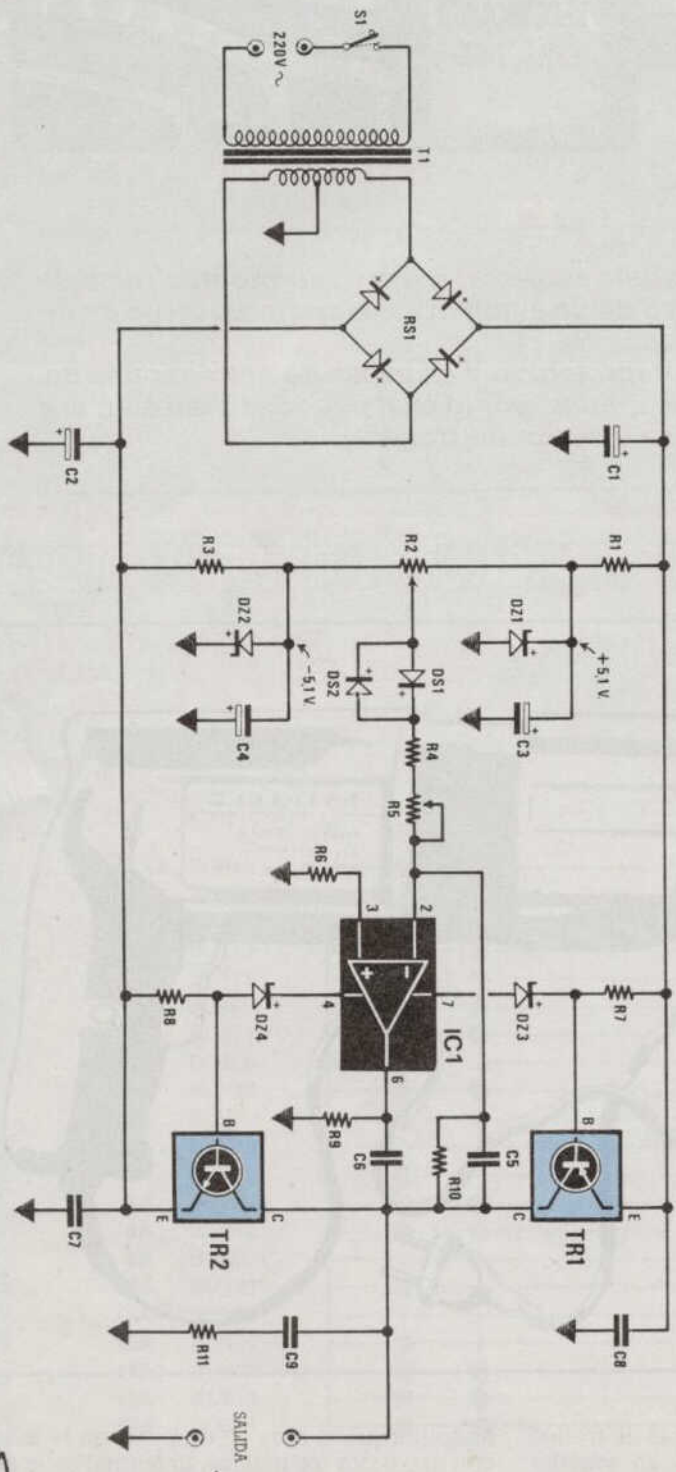 S1
220V ~
T1
RS1
C1
C2
R1
R2
R3
DZ1
+5,1 V.
C3
DZ2
-5,1 V.
C4
DS1
DS2
R4
R5
R6
2
3
-
+
7
4
6
IC1
DZ3
DZ4
R7
R8
R9
C6
C5
R10
B
C
E
TR1
B
C
E
TR2
C7
C8
C9
R11
SALIDA